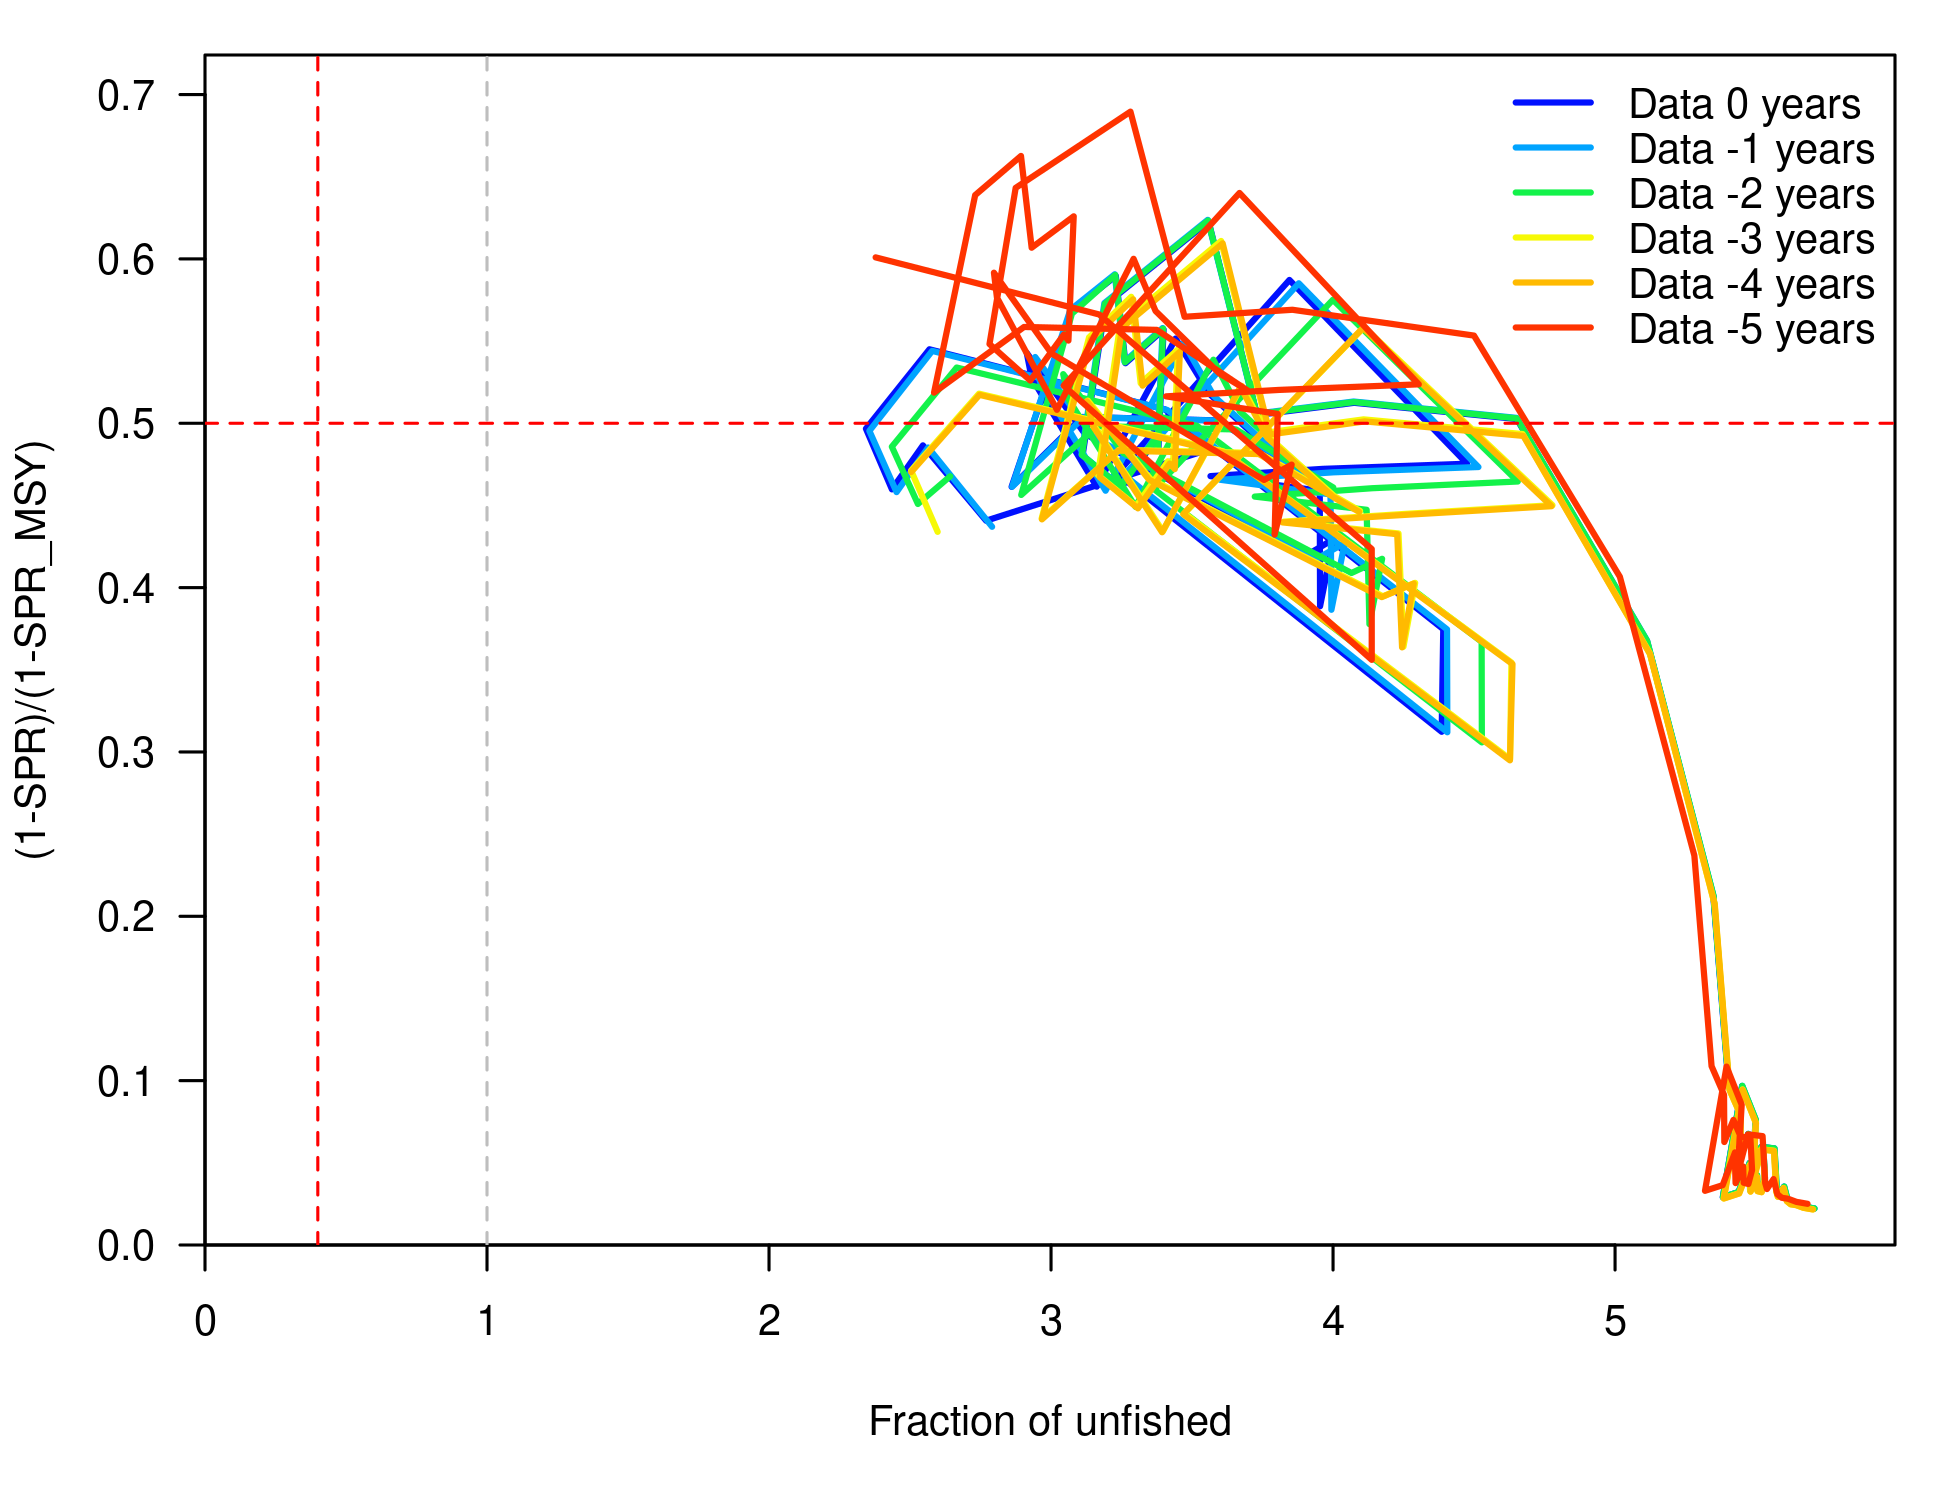 0.7
0.6
0.5
0.4
0.3
0.2
0.1
0.0
(1-SPR)/(1-SPR_MSY)
Data 0 years
Data -1 years
Data -2 years
Data -3 years
Data -4 years
Data -5 years
0 1 2 3 4 5
Fraction of unfished